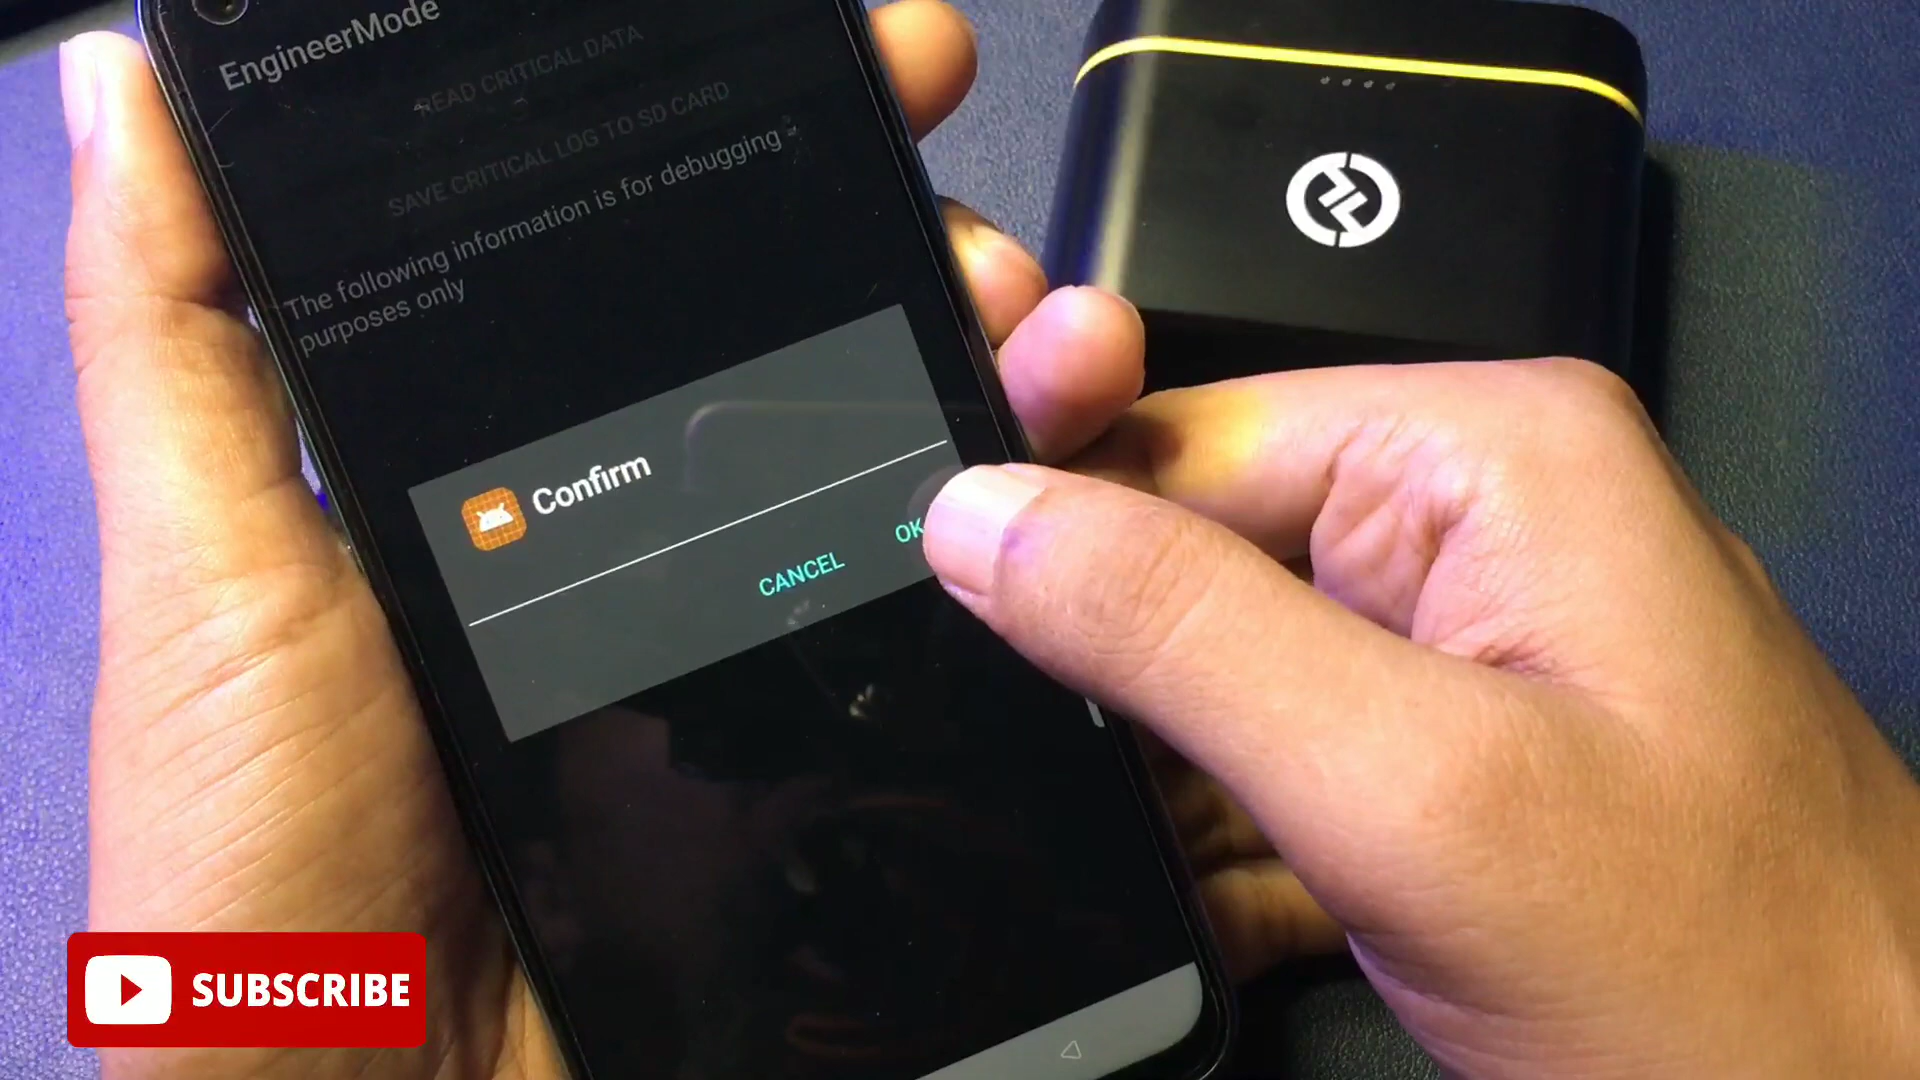 EngineerMode
READ CRITICAL DATA
SAVE CRITICAL LOG TO SD CARD
The following information is for debugging
purposes only
Confirm
CANCEL
OK
SUBSCRIBE